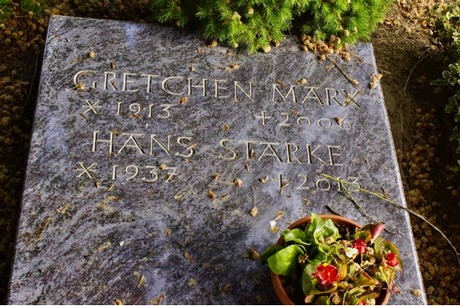 GRETCHEN MARX
* 1913 + 2006
HANS STARKE
* 1937 + 2013